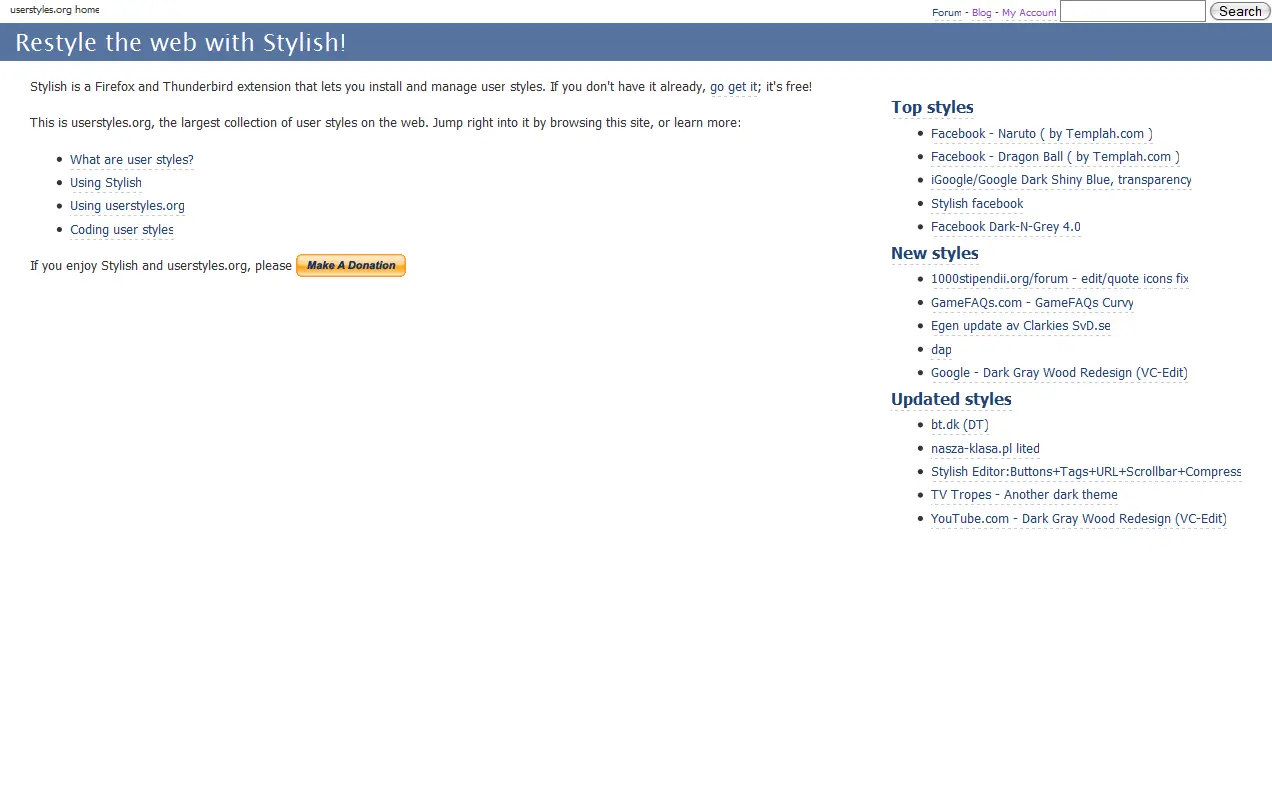 userstyles.org home
Forum - Blog - My Account
Search
Restyle the web with Stylish!
Stylish is a Firefox and Thunderbird extension that lets you install and manage user styles. If you don't have it already, go get it; it's free!
This is userstyles.org, the largest collection of user styles on the web. Jump right into it by browsing this site, or learn more:
What are user styles?
Using Stylish
Using userstyles.org
Coding user styles
If you enjoy Stylish and userstyles.org, please Make A Donation
Top styles
Facebook - Naruto ( by Templah.com )
Facebook - Dragon Ball ( by Templah.com )
iGoogle/Google Dark Shiny Blue, transparency
Stylish facebook
Facebook Dark-N-Grey 4.0
New styles
1000stipendii.org/forum - edit/quote icons fix
GameFAQs.com - GameFAQs Curvy
Egen update av Clarkies SvD.se
dap
Google - Dark Gray Wood Redesign (VC-Edit)
Updated styles
bt.dk (DT)
nasza-klasa.pl lited
Stylish Editor:Buttons+Tags+URL+Scrollbar+Compress
TV Tropes - Another dark theme
YouTube.com - Dark Gray Wood Redesign (VC-Edit)